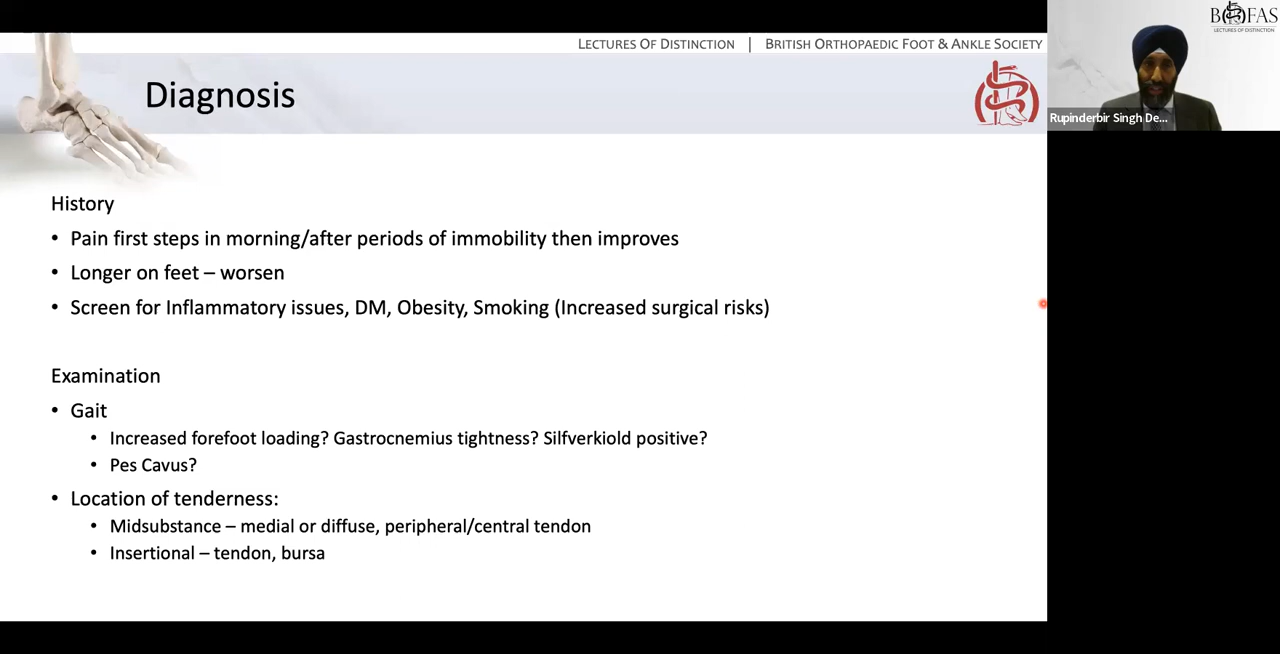 LECTURES OF DISTINCTION | BRITISH ORTHOPAEDIC FOOT & ANKLE SOCIETY
BOFAS
LECTURES OF DISTINCTION
Diagnosis
Rupinderbir Singh De...
History
• Pain first steps in morning/after periods of immobility then improves
• Longer on feet – worsen
• Screen for Inflammatory issues, DM, Obesity, Smoking (Increased surgical risks)
Examination
• Gait
• Increased forefoot loading? Gastrocnemius tightness? Silfverkiold positive?
• Pes Cavus?
• Location of tenderness:
• Midsubstance – medial or diffuse, peripheral/central tendon
• Insertional – tendon, bursa